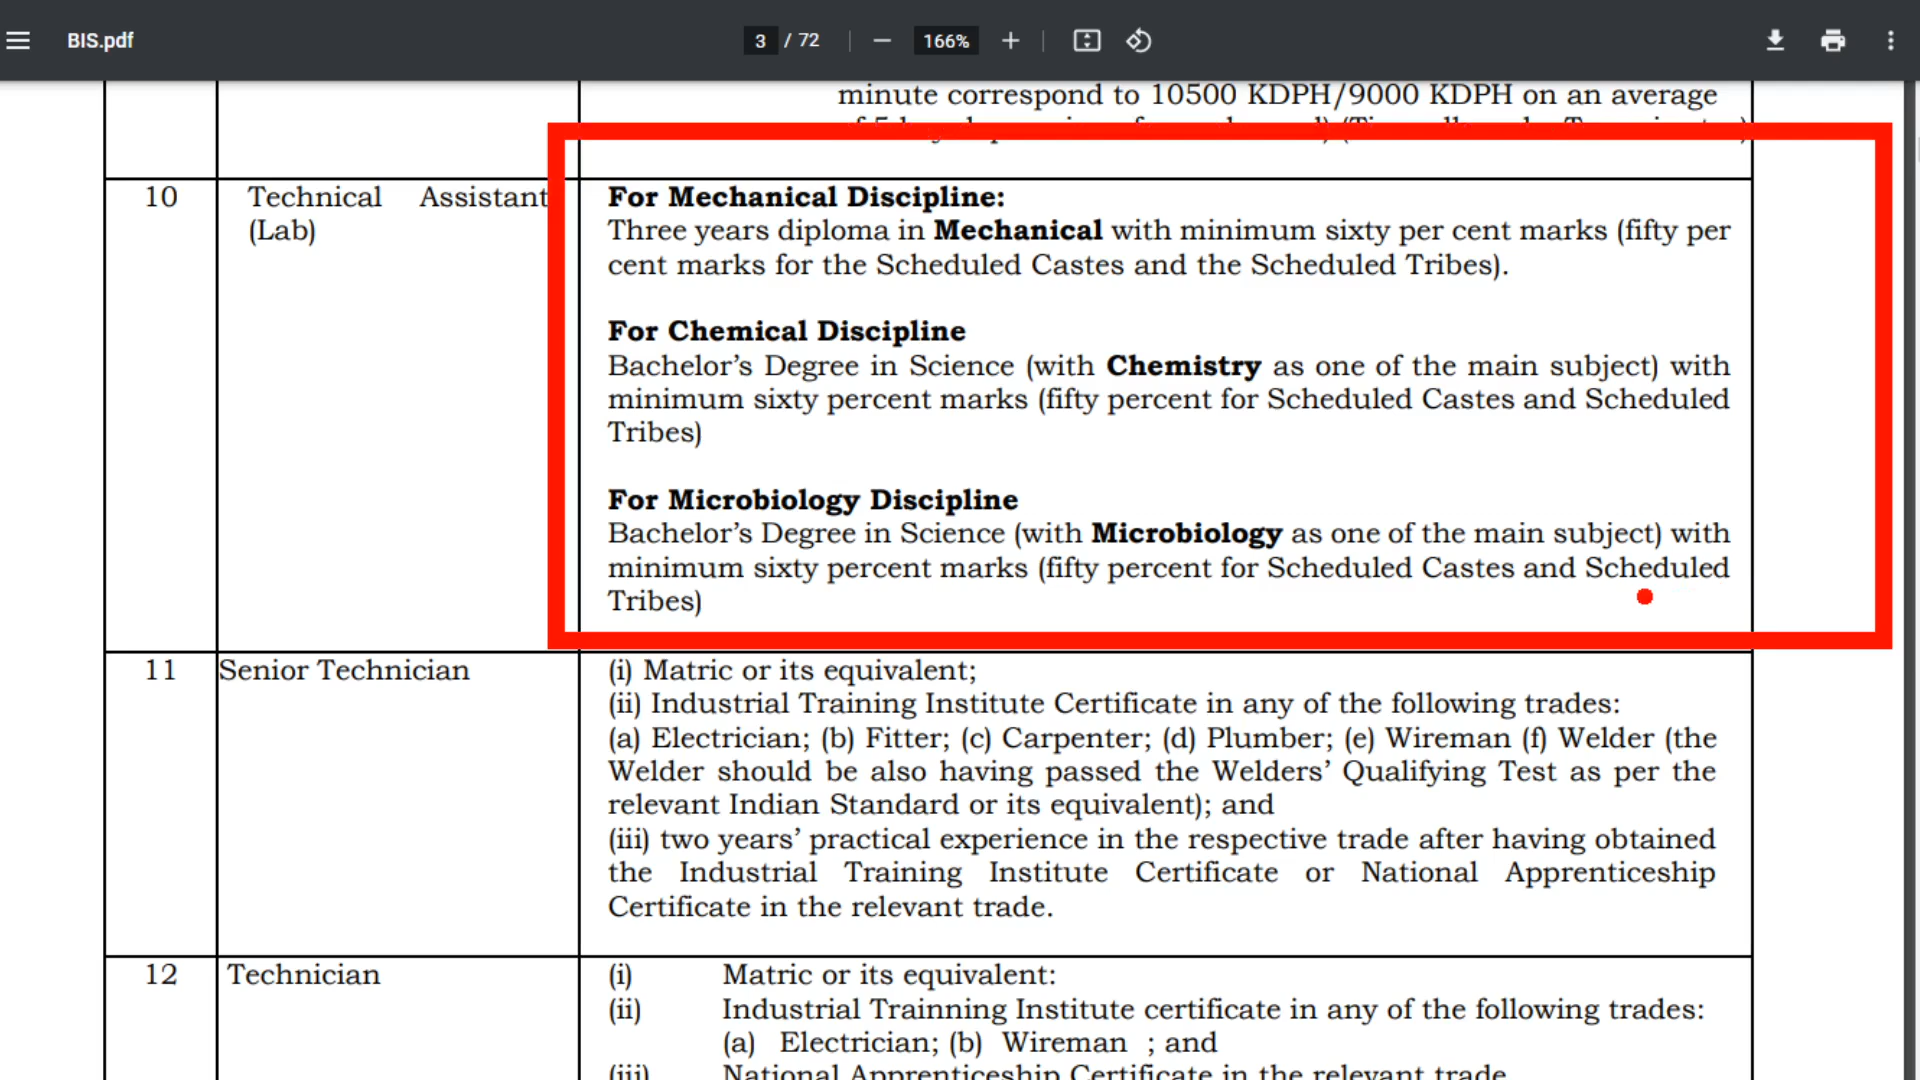 BIS.pdf
3 / 72
166%
minute correspond to 10500 KDPH/9000 KDPH on an average
10
Technical Assistant
(Lab)
For Mechanical Discipline:
Three years diploma in Mechanical with minimum sixty per cent marks (fifty per
cent marks for the Scheduled Castes and the Scheduled Tribes).
For Chemical Discipline
Bachelor’s Degree in Science (with Chemistry as one of the main subject) with
minimum sixty percent marks (fifty percent for Scheduled Castes and Scheduled
Tribes)
For Microbiology Discipline
Bachelor’s Degree in Science (with Microbiology as one of the main subject) with
minimum sixty percent marks (fifty percent for Scheduled Castes and Scheduled
Tribes)
11
Senior Technician
(i) Matric or its equivalent;
(ii) Industrial Training Institute Certificate in any of the following trades:
(a) Electrician; (b) Fitter; (c) Carpenter; (d) Plumber; (e) Wireman (f) Welder (the
Welder should be also having passed the Welders’ Qualifying Test as per the
relevant Indian Standard or its equivalent); and
(iii) two years’ practical experience in the respective trade after having obtained
the Industrial Training Institute Certificate or National Apprenticeship
Certificate in the relevant trade.
12
Technician
(i) Matric or its equivalent:
(ii) Industrial Trainning Institute certificate in any of the following trades:
(a) Electrician; (b) Wireman ; and
(iii) National Apprenticeship Certificate in the relevant trade